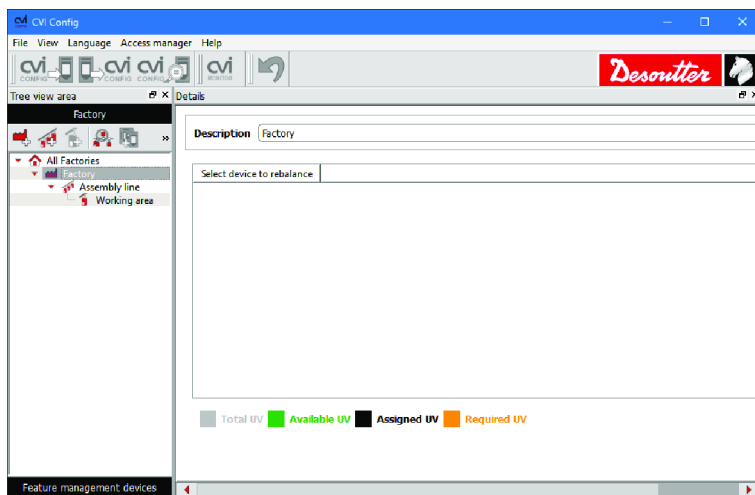 CVI Config
File View Language Access manager Help
CVI CONFIG CVI CONFIG CVI CONFIG CVI MONITOR
Desoutter
Tree view area
Details
Factory
Description Factory
All Factories
Select device to rebalance
Factory
Assembly line
Working area
Total UV Available UV Assigned UV Required UV
Feature management devices